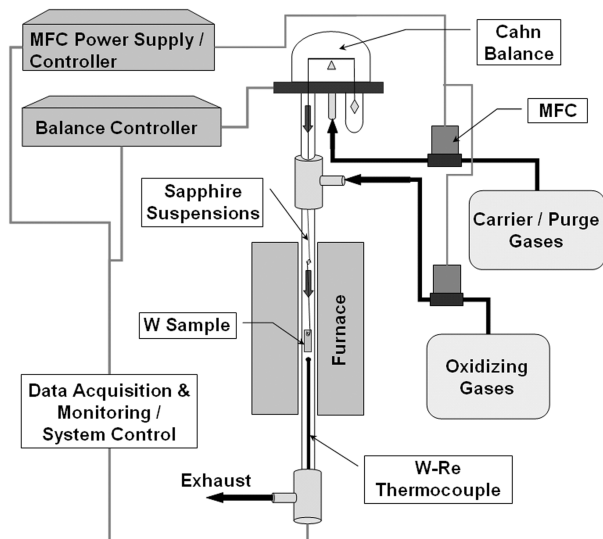 MFC Power Supply /
Controller
Cahn
Balance
Balance Controller
MFC
Sapphire
Suspensions
Carrier / Purge
Gases
W Sample
Furnace
Oxidizing
Gases
Data Acquisition &
Monitoring /
System Control
W-Re
Thermocouple
Exhaust